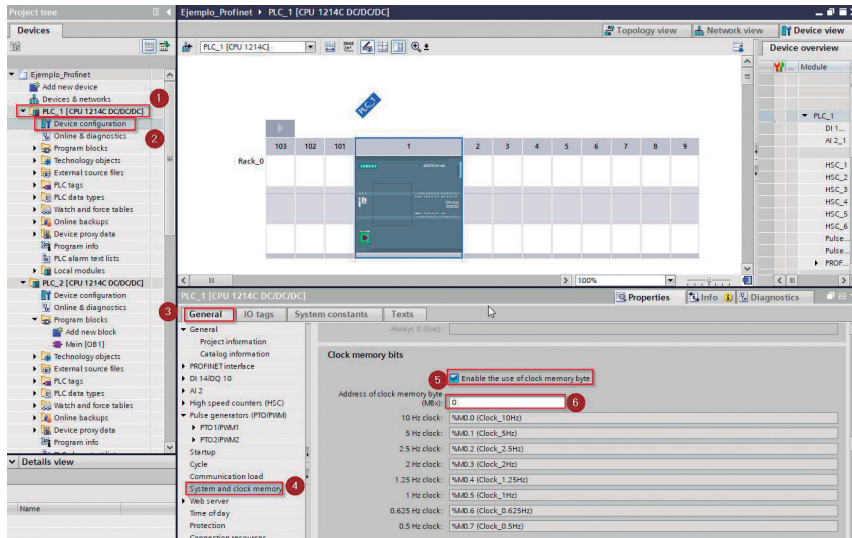 Project tree
Ejemplo_Profinet ▸ PLC_1 [CPU 1214C DC/DC/DC]
Devices
Topology view
Network view
Device view
PLC_1 [CPU 1214C]
Device overview
Module
Ejemplo_Profinet
Add new device
Devices & networks
1
PLC_1 [CPU 1214C DC/DC/DC]
Device configuration
2
Online & diagnostics
Program blocks
Technology objects
External source files
PLC tags
PLC data types
Watch and force tables
Online backups
Device proxy data
Program info
PLC alarm text lists
Local modules
PLC_2 [CPU 1214C DC/DC/DC]
Device configuration
Online & diagnostics
Program blocks
Add new block
Main [OB1]
Technology objects
External source files
PLC tags
PLC data types
Watch and force tables
Online backups
Device proxy data
Program info
Details view
Name
PLC_1
103 102 101 1 2 3 4 5 6 7 8 9
Rack_0
SIEMENS
100%
PLC_1
DI 1...
AI 2_1
HSC_1
HSC_2
HSC_3
HSC_4
HSC_5
HSC_6
Pulse...
Pulse...
PROF...
PLC_1 [CPU 1214C DC/DC/DC]
Properties
Info
Diagnostics
3
General
IO tags
System constants
Texts
General
Project information
Catalog information
PROFINET interface
DI 14/DQ 10
AI 2
High speed counters (HSC)
Pulse generators (PTO/PWM)
PTO1/PWM1
PTO2/PWM2
Startup
Cycle
Communication load
System and clock memory
4
Web server
Time of day
Protection
Connection resources
Always 0 (low):
Clock memory bits
5
Enable the use of clock memory byte
Address of clock memory byte
(MBx): 0
6
10 Hz clock: %M0.0 (Clock_10Hz)
5 Hz clock: %M0.1 (Clock_5Hz)
2.5 Hz clock: %M0.2 (Clock_2.5Hz)
2 Hz clock: %M0.3 (Clock_2Hz)
1.25 Hz clock: %M0.4 (Clock_1.25Hz)
1 Hz clock: %M0.5 (Clock_1Hz)
0.625 Hz clock: %M0.6 (Clock_0.625Hz)
0.5 Hz clock: %M0.7 (Clock_0.5Hz)